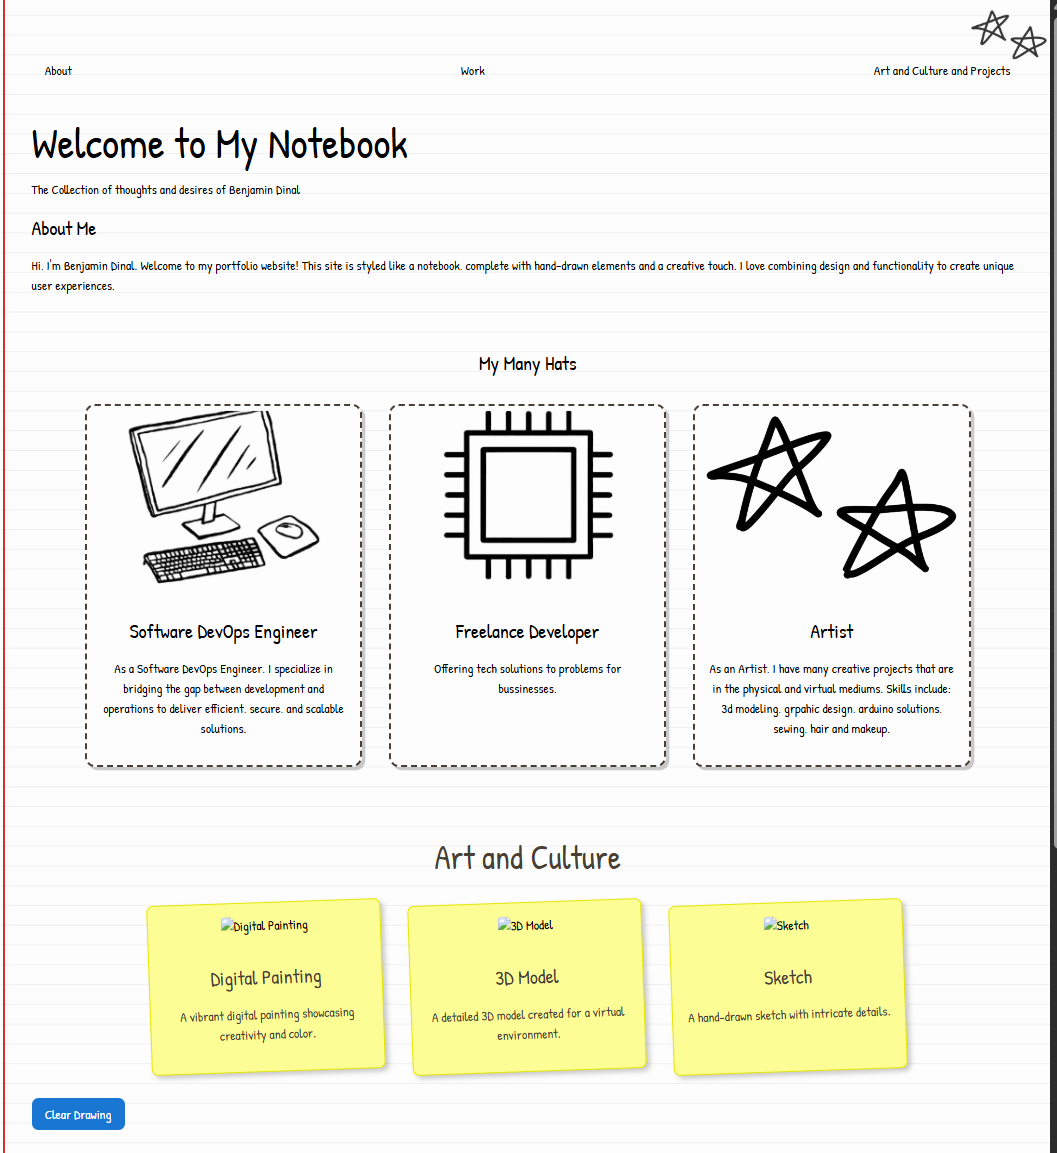 About
Work
Art and Culture and Projects
Welcome to My Notebook
The Collection of thoughts and desires of Benjamin Dinal
About Me
Hi. I'm Benjamin Dinal. Welcome to my portfolio website! This site is styled like a notebook. complete with hand-drawn elements and a creative touch. I love combining design and functionality to create unique
user experiences.
My Many Hats
Software DevOps Engineer
As a Software DevOps Engineer. I specialize in
bridging the gap between development and
operations to deliver efficient. secure. and scalable
solutions.
Freelance Developer
Offering tech solutions to problems for
bussinesses.
Artist
As an Artist. I have many creative projects that are
in the physical and virtual mediums. Skills include:
3d modeling. grpahic design. arduino solutions.
sewing. hair and makeup.
Art and Culture
Digital Painting
Digital Painting
A vibrant digital painting showcasing
creativity and color.
3D Model
3D Model
A detailed 3D model created for a virtual
environment.
Sketch
Sketch
A hand-drawn sketch with intricate details.
Clear Drawing